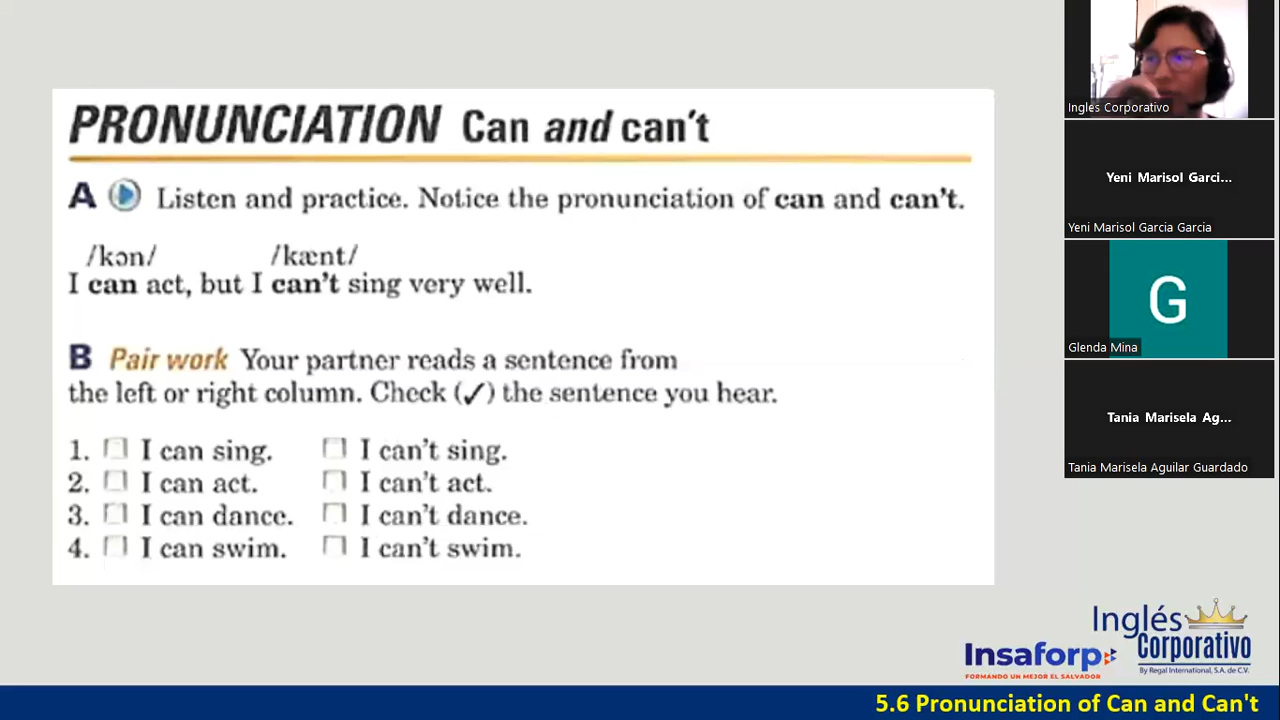 PRONUNCIATION Can and can't
A Listen and practice. Notice the pronunciation of can and can't.
/kən/ /kænt/
I can act, but I can't sing very well.
B Pair work Your partner reads a sentence from
the left or right column. Check (✓) the sentence you hear.
1. I can sing. I can't sing.
2. I can act. I can't act.
3. I can dance. I can't dance.
4. I can swim. I can't swim.
Inglés Corporativo
Yeni Marisol Garci...
Yeni Marisol Garcia Garcia
G
Glenda Mina
Tania Marisela Ag...
Tania Marisela Aguilar Guardado
Inglés
Corporativo
By Regal International, S.A. de C.V.
Insaforp
FORMANDO UN MEJOR EL SALVADOR
5.6 Pronunciation of Can and Can't